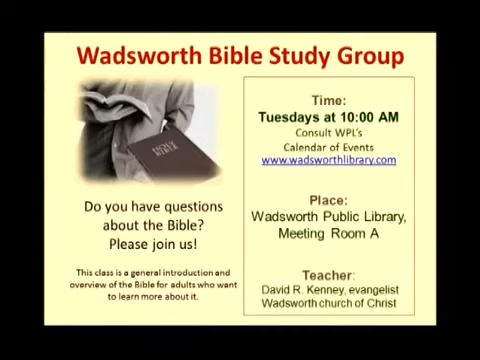 Wadsworth Bible Study Group
HOLY
BIBLE
Do you have questions
about the Bible?
Please join us!
This class is a general introduction and
overview of the Bible for adults who want
to learn more about it.
Time:
Tuesdays at 10:00 AM
Consult WPL's
Calendar of Events
www.wadsworthlibrary.com
Place:
Wadsworth Public Library,
Meeting Room A
Teacher:
David R. Kenney, evangelist
Wadsworth church of Christ